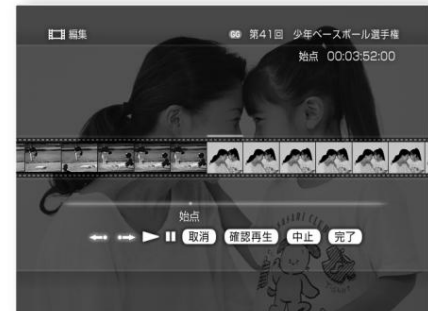 編集
GG 第41回 少年ベースボール選手権
始点 00:03:52:00
始点
取消 確認再生 中止 完了